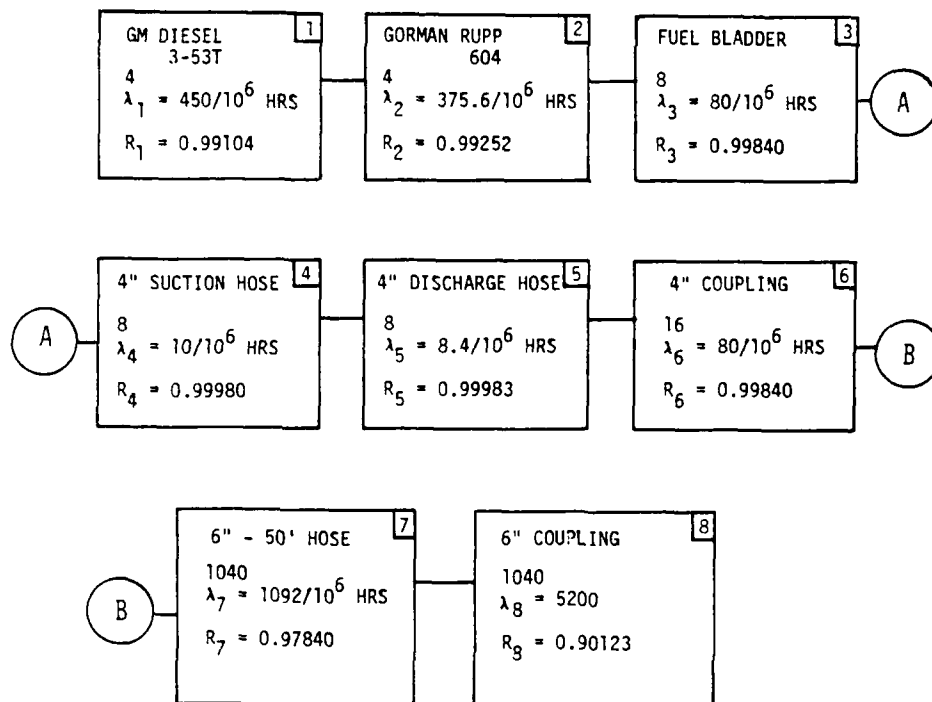 GM DIESEL 1
3-53T
4
λ1 = 450/10^6 HRS
R1 = 0.99104
GORMAN RUPP 2
604
4
λ2 = 375.6/10^6 HRS
R2 = 0.99252
FUEL BLADDER 3
8
λ3 = 80/10^6 HRS
R3 = 0.99840
A
A
4" SUCTION HOSE 4
8
λ4 = 10/10^6 HRS
R4 = 0.99980
4" DISCHARGE HOSE 5
8
λ5 = 8.4/10^6 HRS
R5 = 0.99983
4" COUPLING 6
16
λ6 = 80/10^6 HRS
R6 = 0.99840
B
B
6" - 50' HOSE 7
1040
λ7 = 1092/10^6 HRS
R7 = 0.97840
6" COUPLING 8
1040
λ8 = 5200
R8 = 0.90123